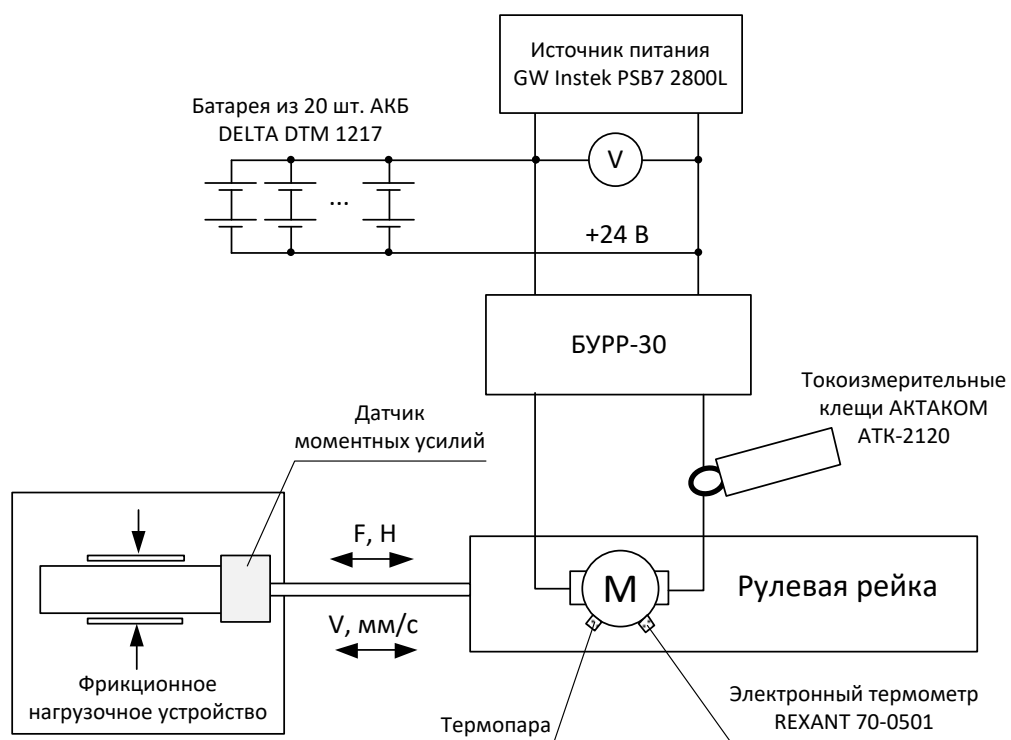 Источник питания
GW Instek PSB7 2800L
Батарея из 20 шт. АКБ
DELTA DTM 1217
V
...
+24 В
БУРР-30
Токоизмерительные
клещи АКТАКОМ
АТК-2120
Датчик
моментных усилий
F, Н
М
Рулевая рейка
V, мм/с
Фрикционное
нагрузочное устройство
Термопара
Электронный термометр
REXANT 70-0501